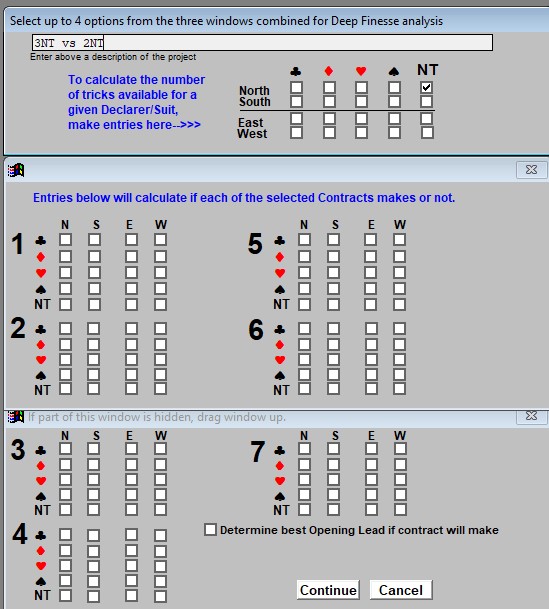 Select up to 4 options from the three windows combined for Deep Finesse analysis
3NT vs 2NT
Enter above a description of the project
To calculate the number
of tricks available for a
given Declarer/Suit,
make entries here-->>>
♣ ♦ ♥ ♠ NT
North
South
East
West
Entries below will calculate if each of the selected Contracts makes or not.
N S E W
1 ♣
♦
♥
♠
NT
2 ♣
♦
♥
♠
NT
N S E W
5 ♣
♦
♥
♠
NT
6 ♣
♦
♥
♠
NT
If part of this window is hidden, drag window up.
N S E W
3 ♣
♦
♥
♠
NT
4 ♣
♦
♥
♠
NT
N S E W
7 ♣
♦
♥
♠
NT
Determine best Opening Lead if contract will make
Continue Cancel